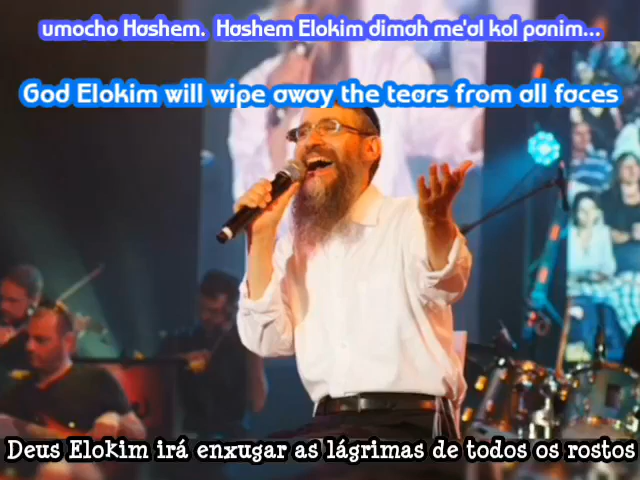 umocho Hashem. Hashem Elokim dimah me'al kol panim...
God Elokim will wipe away the tears from all faces
Deus Elokim irá enxugar as lágrimas de todos os rostos